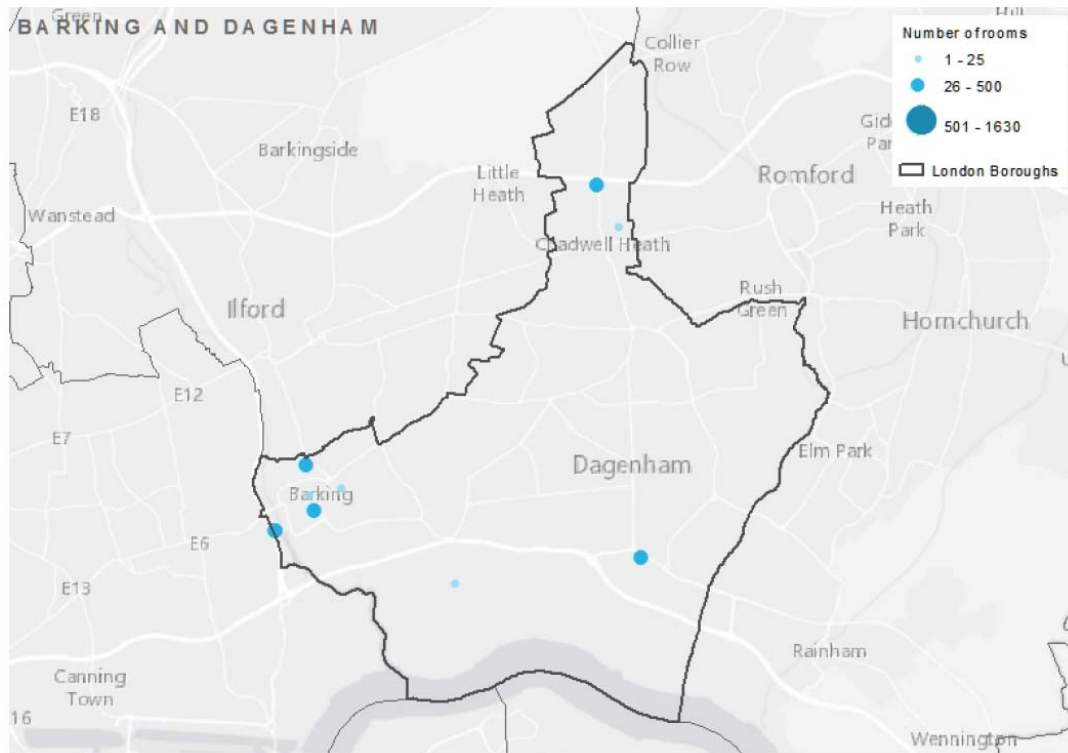 Green
BARKING AND DAGENHAM
Collier
Row
Number of rooms
1 - 25
26 - 500
501 - 1630
London Boroughs
E18
Barkingside
Little
Heath
Romford
Wanstead
Heath
Park
Chadwell Heath
Rush
Green
Ilford
Hornchurch
E12
E7
Elm Park
Dagenham
Barking
E6
E13
Rainham
Canning
Town
16
Wennington